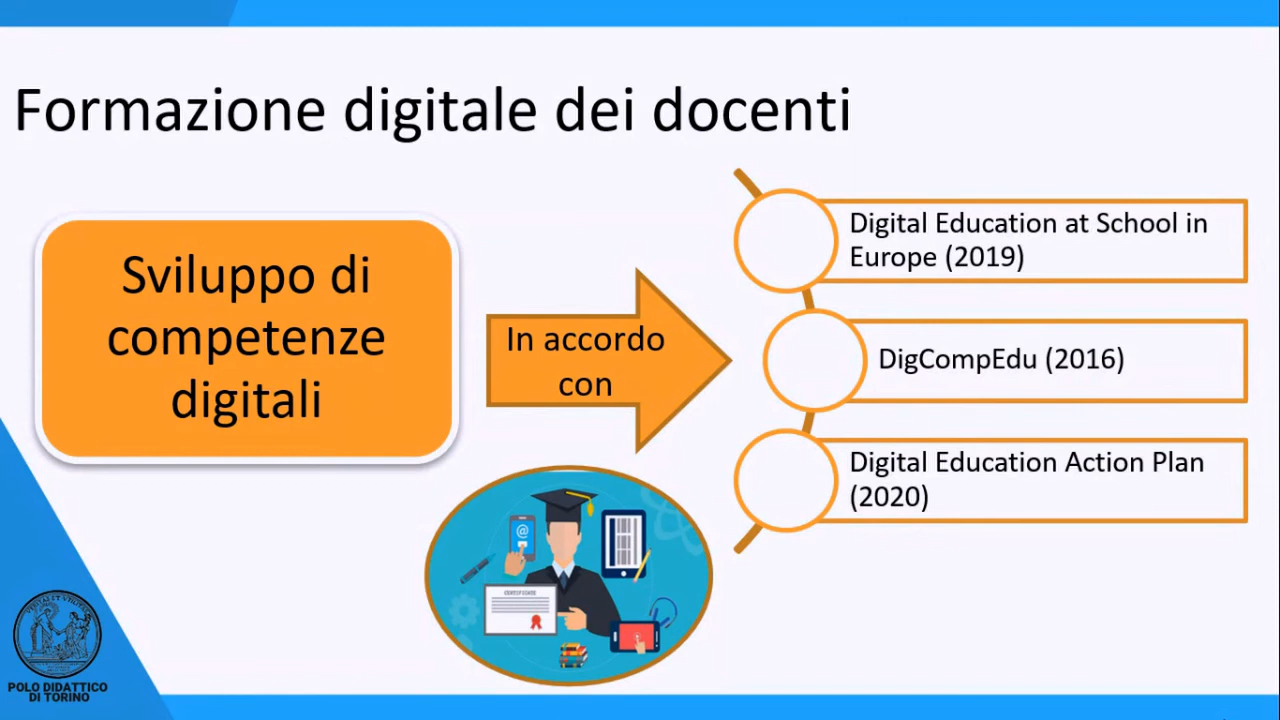 Formazione digitale dei docenti
Sviluppo di
competenze
digitali
In accordo
con
Digital Education at School in
Europe (2019)
DigCompEdu (2016)
Digital Education Action Plan
(2020)
@
CERTIFICATE
POLO DIDATTICO
DI TORINO